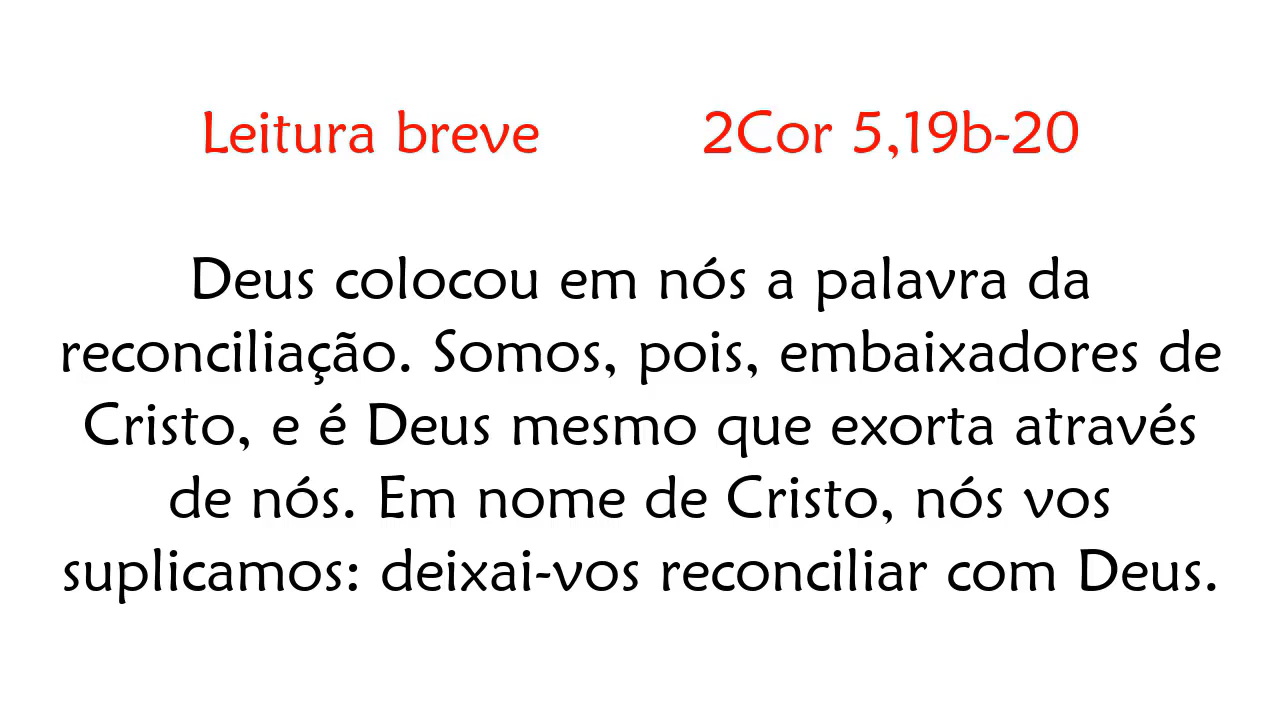 Leitura breve 2Cor 5,19b-20
Deus colocou em nós a palavra da
reconciliação. Somos, pois, embaixadores de
Cristo, e é Deus mesmo que exorta através
de nós. Em nome de Cristo, nós vos
suplicamos: deixai-vos reconciliar com Deus.